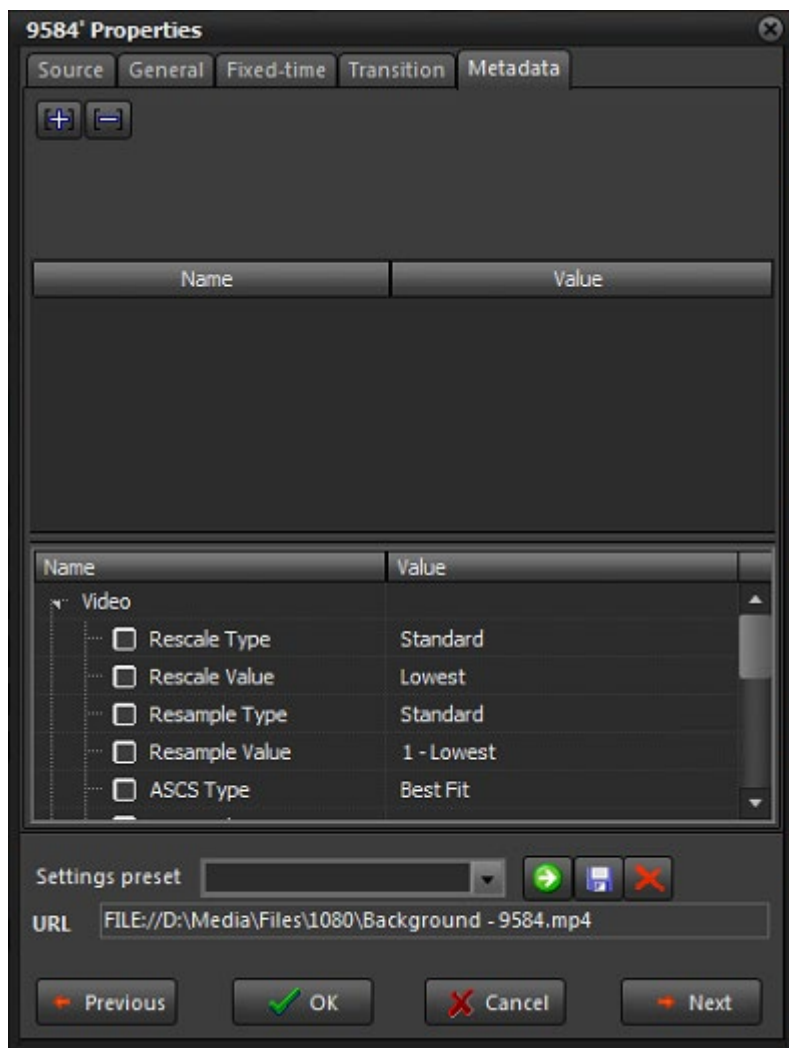 9584' Properties
Source General Fixed-time Transition Metadata
[+] [-]
Name Value
Name Value
Video
Rescale Type Standard
Rescale Value Lowest
Resample Type Standard
Resample Value 1 - Lowest
ASCS Type Best Fit
Settings preset
URL FILE://D:\Media\Files\1080\Background - 9584.mp4
Previous OK Cancel Next